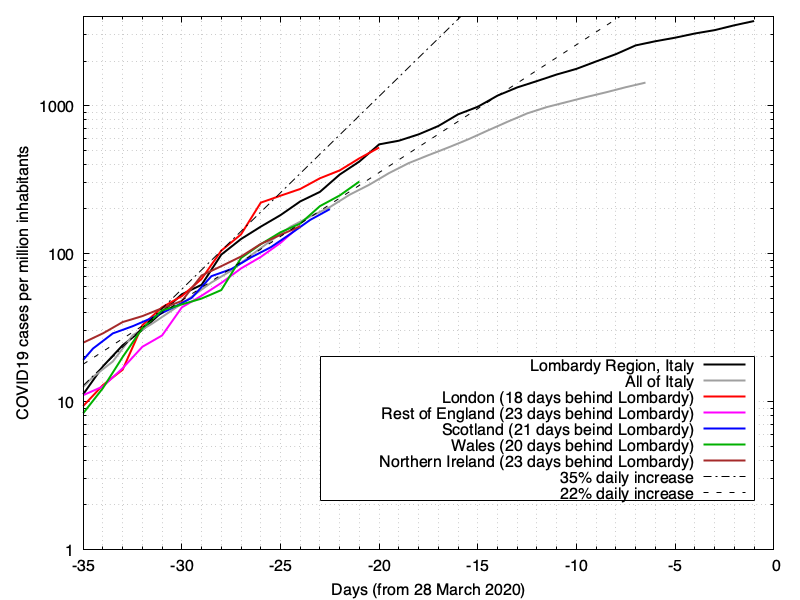 1000
100
10
1
COVID19 cases per million inhabitants
Lombardy Region, Italy
All of Italy
London (18 days behind Lombardy)
Rest of England (23 days behind Lombardy)
Scotland (21 days beind Lombardy)
Wales (20 days behind Lombardy)
Northern Ireland (23 days behind Lombardy)
35% daily increase
22% daily increase
-35 -30 -25 -20 -15 -10 -5 0
Days (from 28 March 2020)